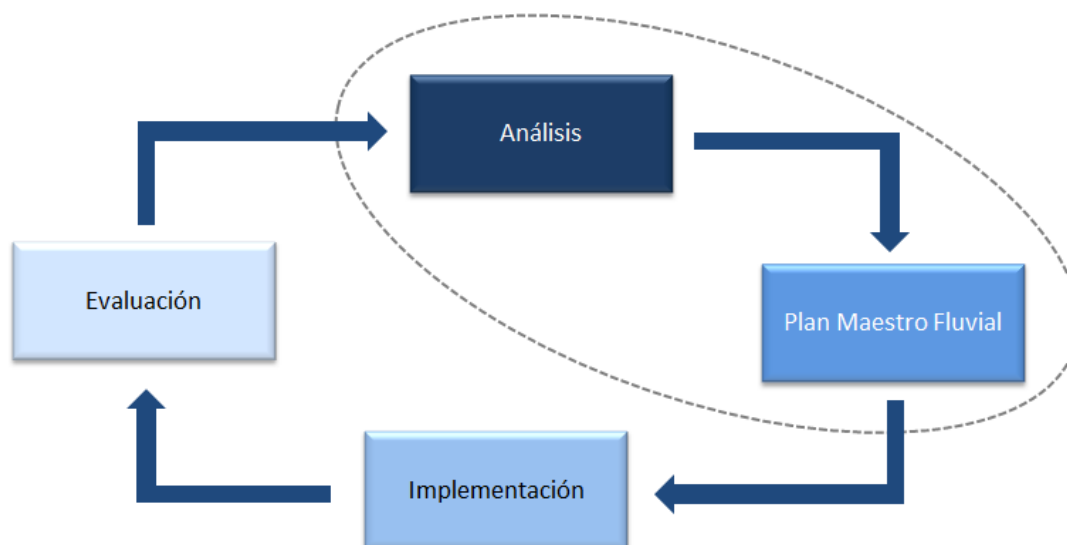 Análisis
Plan Maestro Fluvial
Evaluación
Implementación